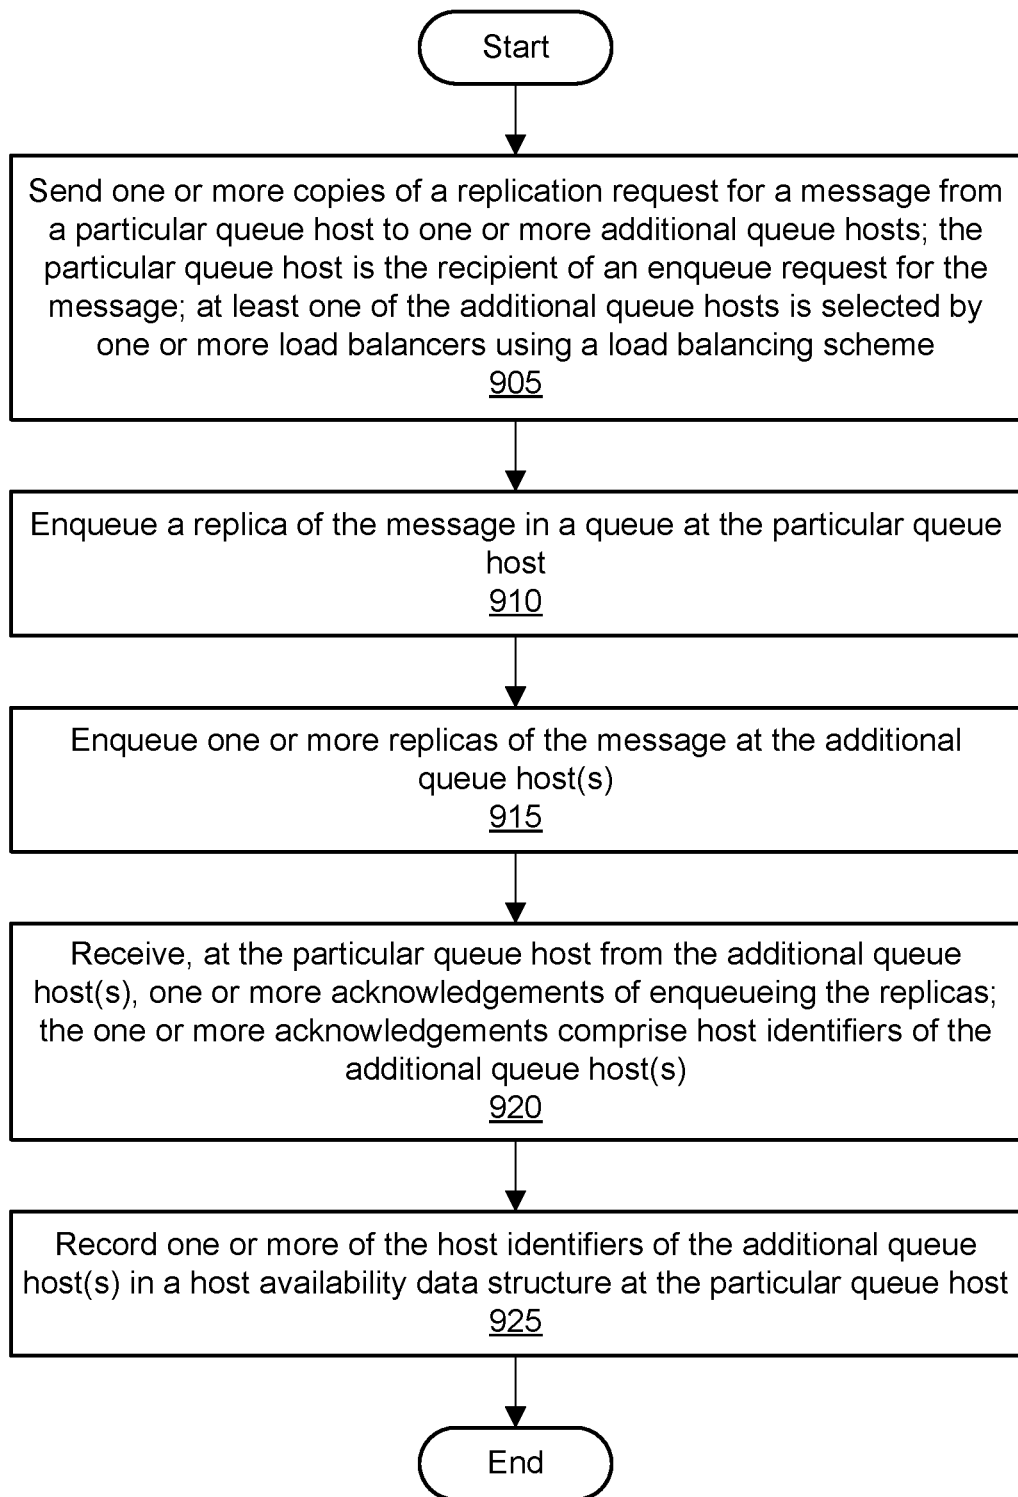 Start
Send one or more copies of a replication request for a message from
a particular queue host to one or more additional queue hosts; the
particular queue host is the recipient of an enqueue request for the
message; at least one of the additional queue hosts is selected by
one or more load balancers using a load balancing scheme
905
Enqueue a replica of the message in a queue at the particular queue
host
910
Enqueue one or more replicas of the message at the additional
queue host(s)
915
Receive, at the particular queue host from the additional queue
host(s), one or more acknowledgements of enqueueing the replicas;
the one or more acknowledgements comprise host identifiers of the
additional queue host(s)
920
Record one or more of the host identifiers of the additional queue
host(s) in a host availability data structure at the particular queue host
925
End